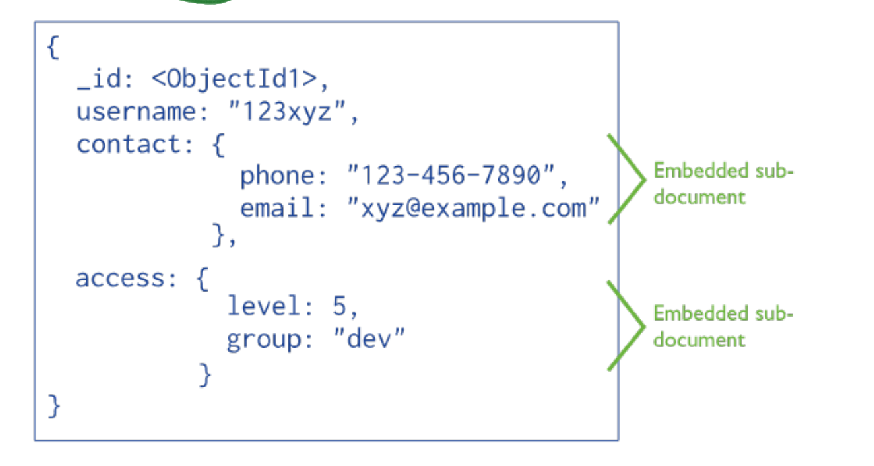 {
_id: <ObjectId1>,
username: "123xyz",
contact: {
phone: "123-456-7890",
email: "xyz@example.com"
},
access: {
level: 5,
group: "dev"
}
}
Embedded sub-
document
Embedded sub-
document